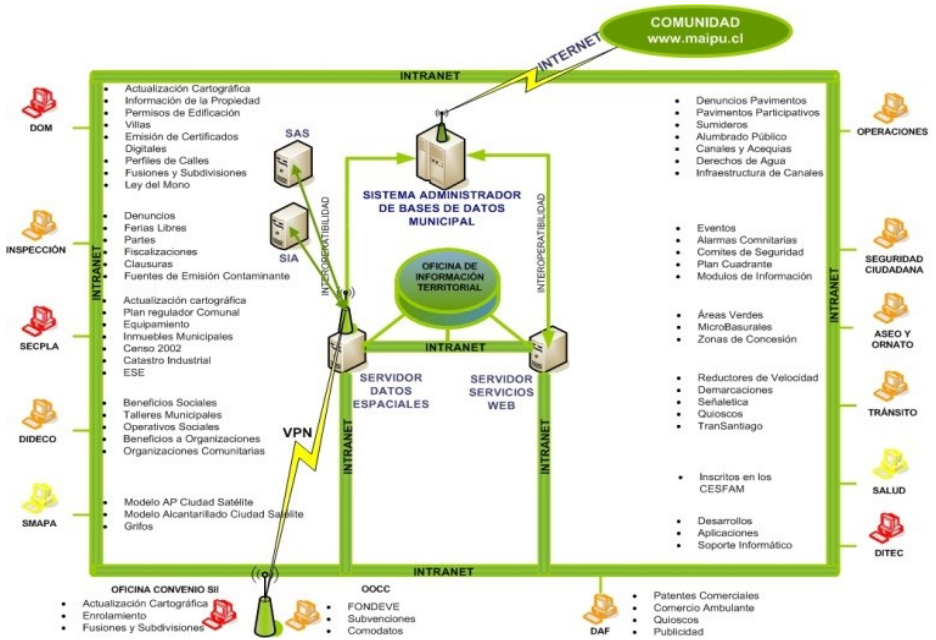 COMUNIDAD
www.maipu.cl
INTERNET
INTRANET
DOM
• Actualización Cartográfica
• Información de la Propiedad
• Permisos de Edificación
• Villas
• Emisión de Certificados
Digitales
• Perfiles de Calles
• Fusiones y Subdivisiones
• Ley del Mono
INSPECCIÓN
• Denuncios
• Ferias Libres
• Partes
• Fiscalizaciones
• Clausuras
• Fuentes de Emisión Contaminante
INTRANET
SECPLA
• Actualización cartográfica
• Plan regulador Comunal
• Equipamiento
• Inmuebles Municipales
• Censo 2002
• Catastro Industrial
• ESE
DIDECO
• Beneficios Sociales
• Talleres Municipales
• Operativos Sociales
• Beneficios a Organizaciones
• Organizaciones Comunitarias
SMAPA
• Modelo AP Ciudad Satélite
• Modelo Alcantarillado Ciudad Satélite
• Grifos
SAS
SIA
INTEROPERATIBILIDAD
SISTEMA ADMINISTRADOR
DE BASES DE DATOS
MUNICIPAL
INTEROPERATIBILIDAD
OFICINA DE
INFORMACIÓN
TERRITORIAL
INTRANET
SERVIDOR
DATOS
ESPACIALES
SERVIDOR
SERVICIOS
WEB
VPN
INTRANET
INTRANET
• Denuncios Pavimentos
• Pavimentos Participativos
• Sumideros
• Alumbrado Público
• Canales y Acequias
• Derechos de Agua
• Infraestructura de Canales
OPERACIONES
• Eventos
• Alarmas Comnitarias
• Comites de Seguridad
• Plan Cuadrante
• Modulos de Información
SEGURIDAD
CIUDADANA
INTRANET
• Áreas Verdes
• MicroBasurales
• Zonas de Concesión
ASEO Y
ORNATO
• Reductores de Velocidad
• Demarcaciones
• Señaletica
• Quioscos
• TranSantiago
TRÁNSITO
• Inscritos en los
CESFAM
SALUD
• Desarrollos
• Aplicaciones
• Soporte Informático
DITEC
INTRANET
OFICINA CONVENIO SII
• Actualización Cartográfica
• Enrolamiento
• Fusiones y Subdivisiones
OOCC
• FONDEVE
• Subvenciones
• Comodatos
DAF
• Patentes Comerciales
• Comercio Ambulante
• Quioscos
• Publicidad